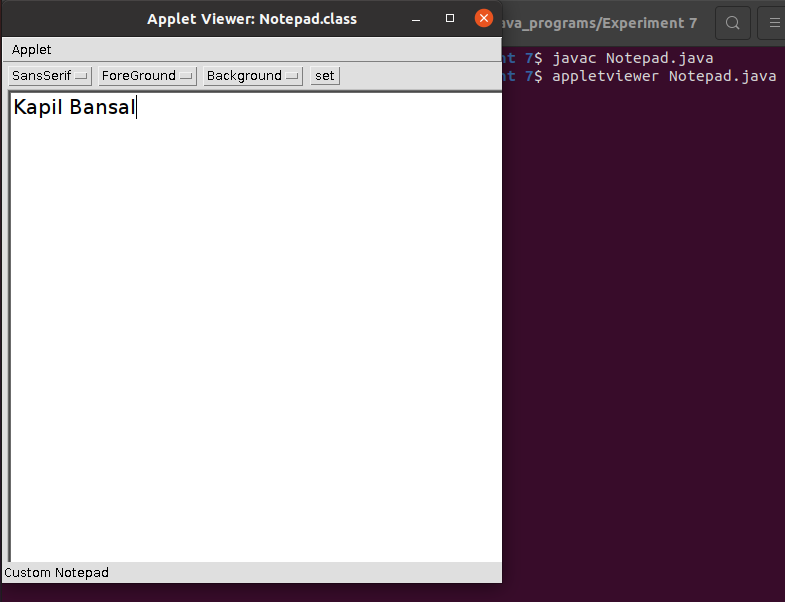 Applet Viewer: Notepad.class
Applet
SansSerif ForeGround Background set
Kapil Bansal
Custom Notepad
ava_programs/Experiment 7
nt 7$ javac Notepad.java
nt 7$ appletviewer Notepad.java